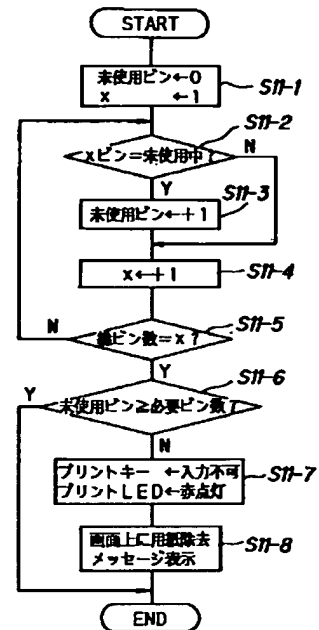 START
未使用ビン←0
x ←1
S11-1
S11-2
xビン=未使用中?
N
Y
S11-3
未使用ビン←+1
x←+1
S11-4
S11-5
N
総ビン数=x?
Y
S11-6
Y
未使用ビン≧必要ビン数?
N
プリントキー ←入力不可
プリントLED←赤点灯
S11-7
画面上に用紙除去
メッセージ表示
S11-8
END